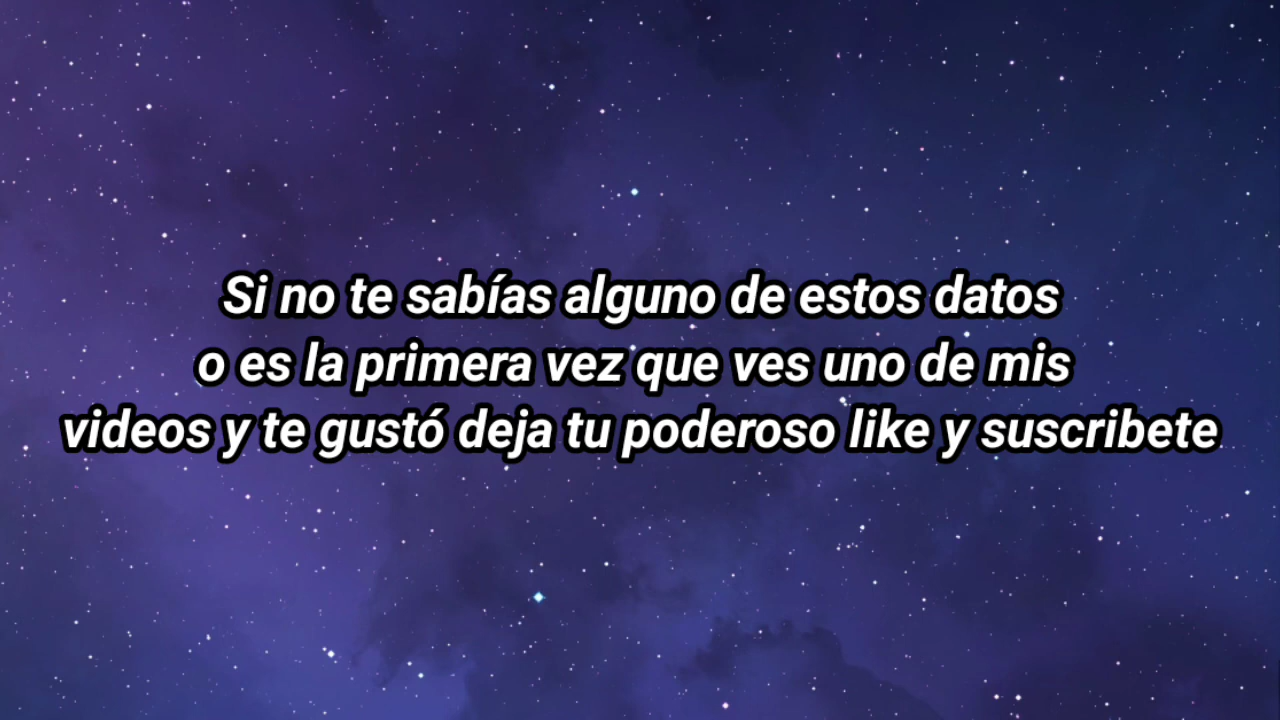 Si no te sabías alguno de estos datos
o es la primera vez que ves uno de mis
videos y te gustó deja tu poderoso like y suscribete